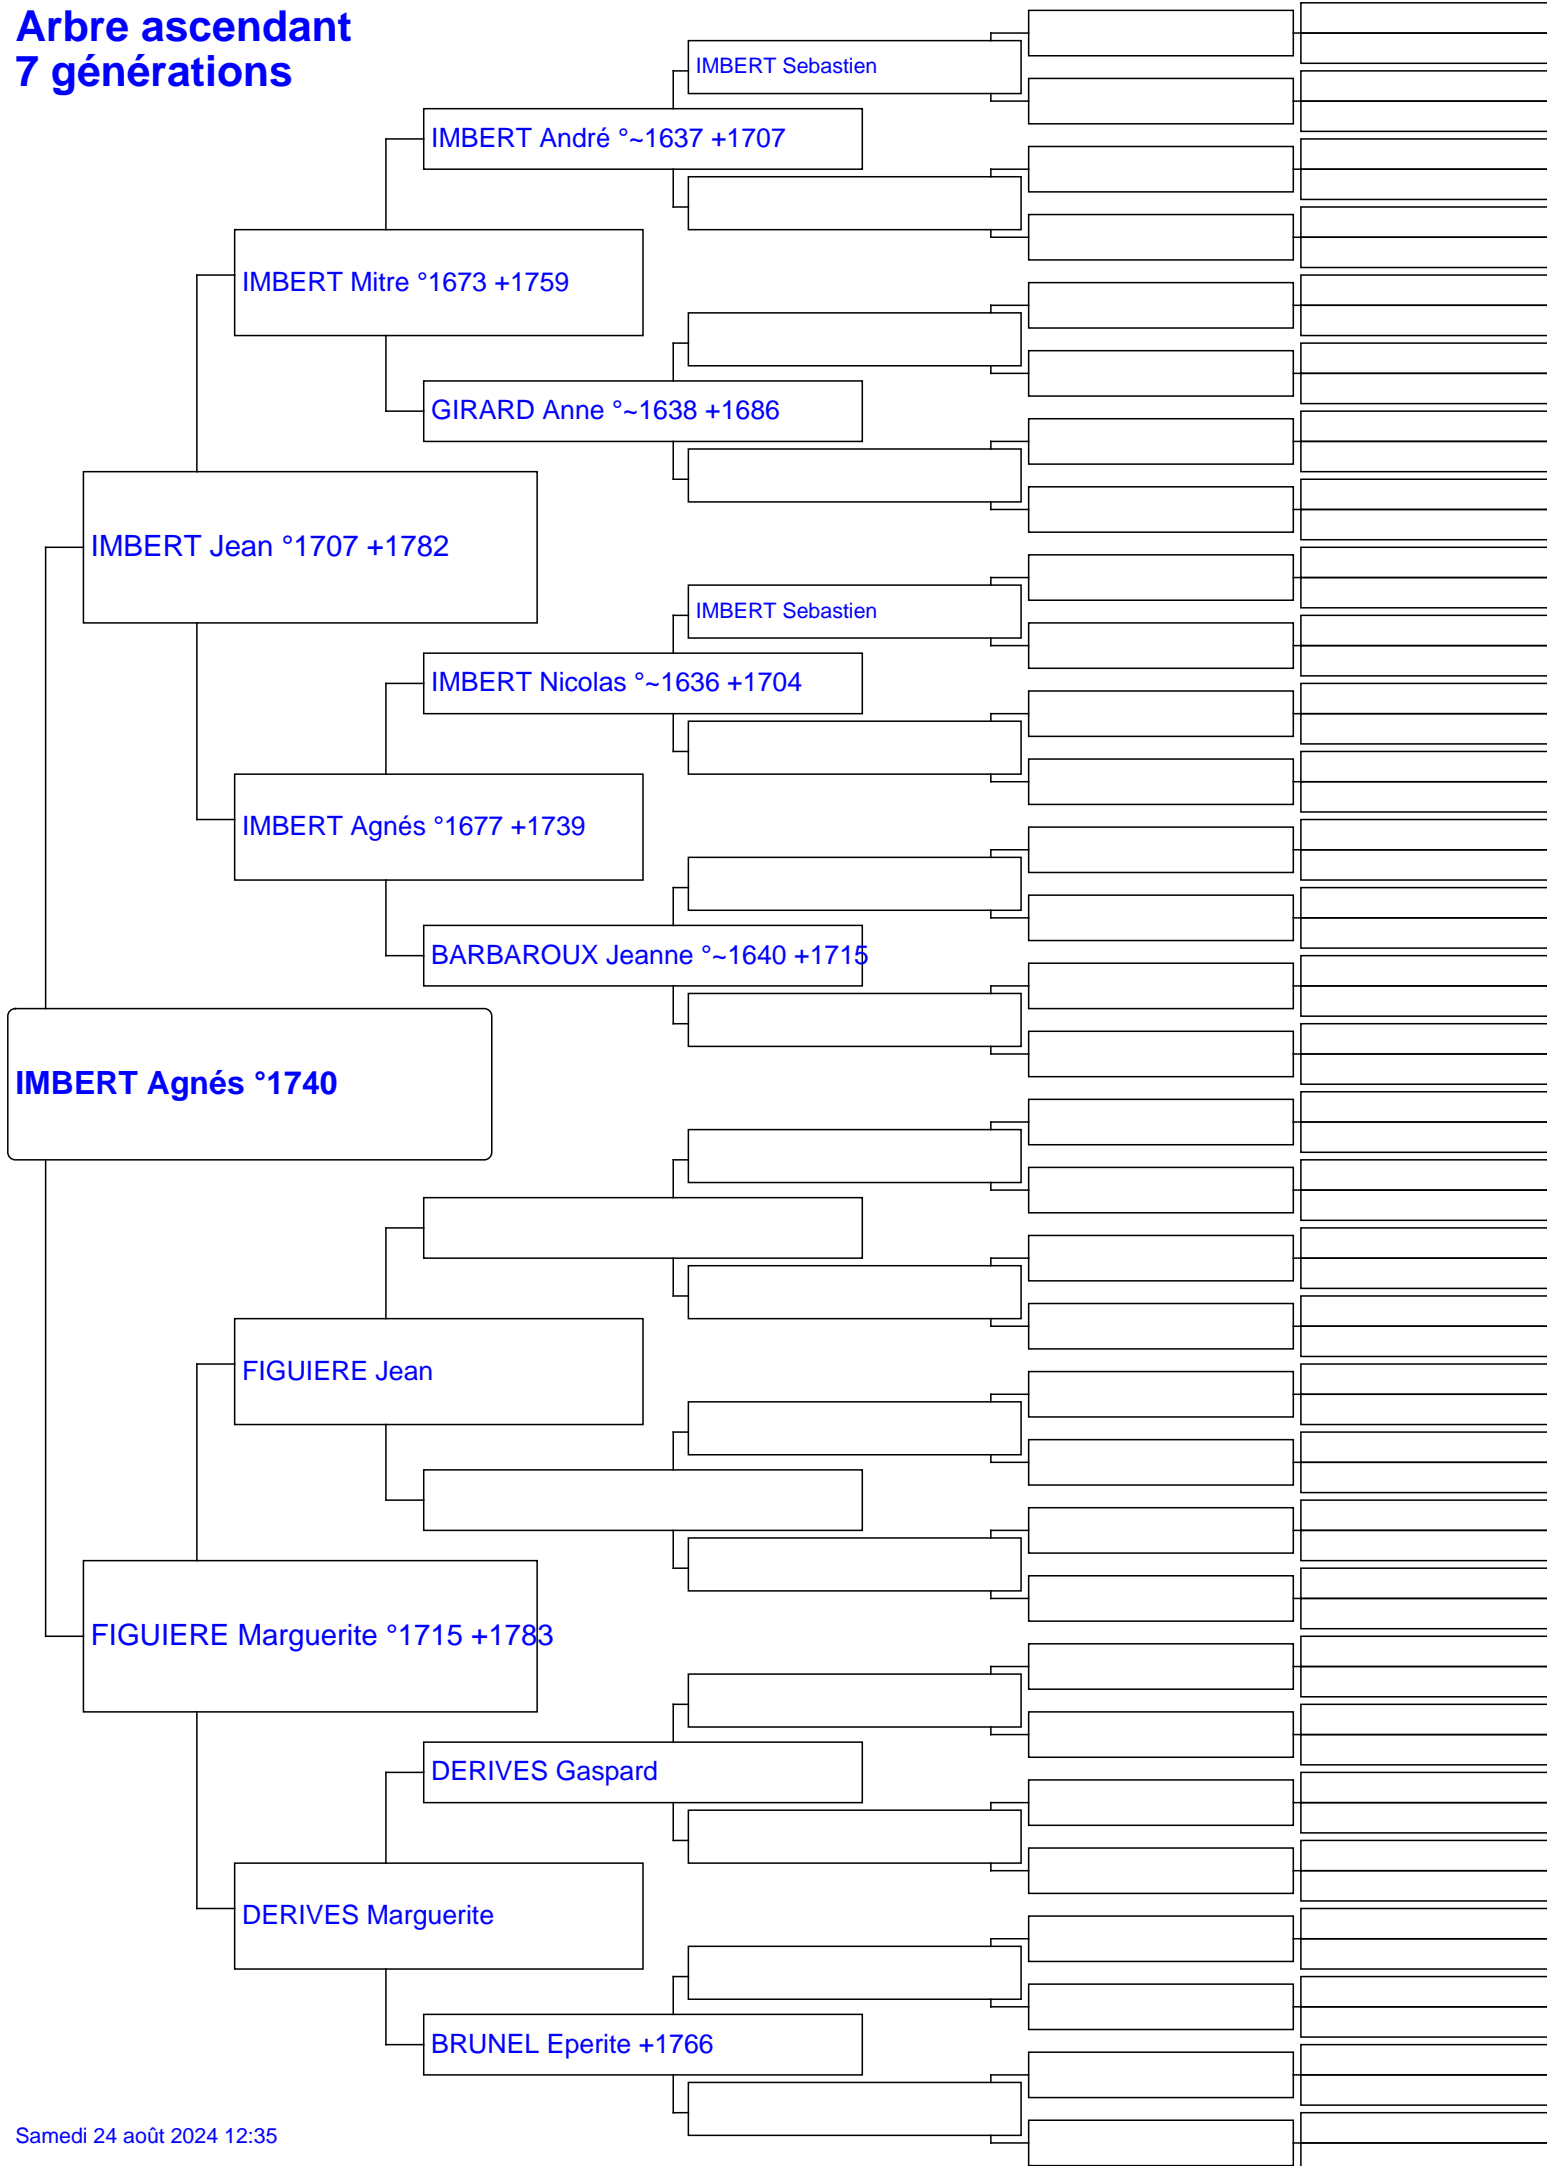 Arbre ascendant
7 générations
IMBERT Sebastien
IMBERT André °~1637 +1707
IMBERT Mitre °1673 +1759
GIRARD Anne °~1638 +1686
IMBERT Jean °1707 +1782
IMBERT Sebastien
IMBERT Nicolas °~1636 +1704
IMBERT Agnés °1677 +1739
BARBAROUX Jeanne °~1640 +1715
IMBERT Agnés °1740
FIGUIERE Jean
FIGUIERE Marguerite °1715 +1783
DERIVES Gaspard
DERIVES Marguerite
BRUNEL Eperite +1766
Samedi 24 août 2024 12:35